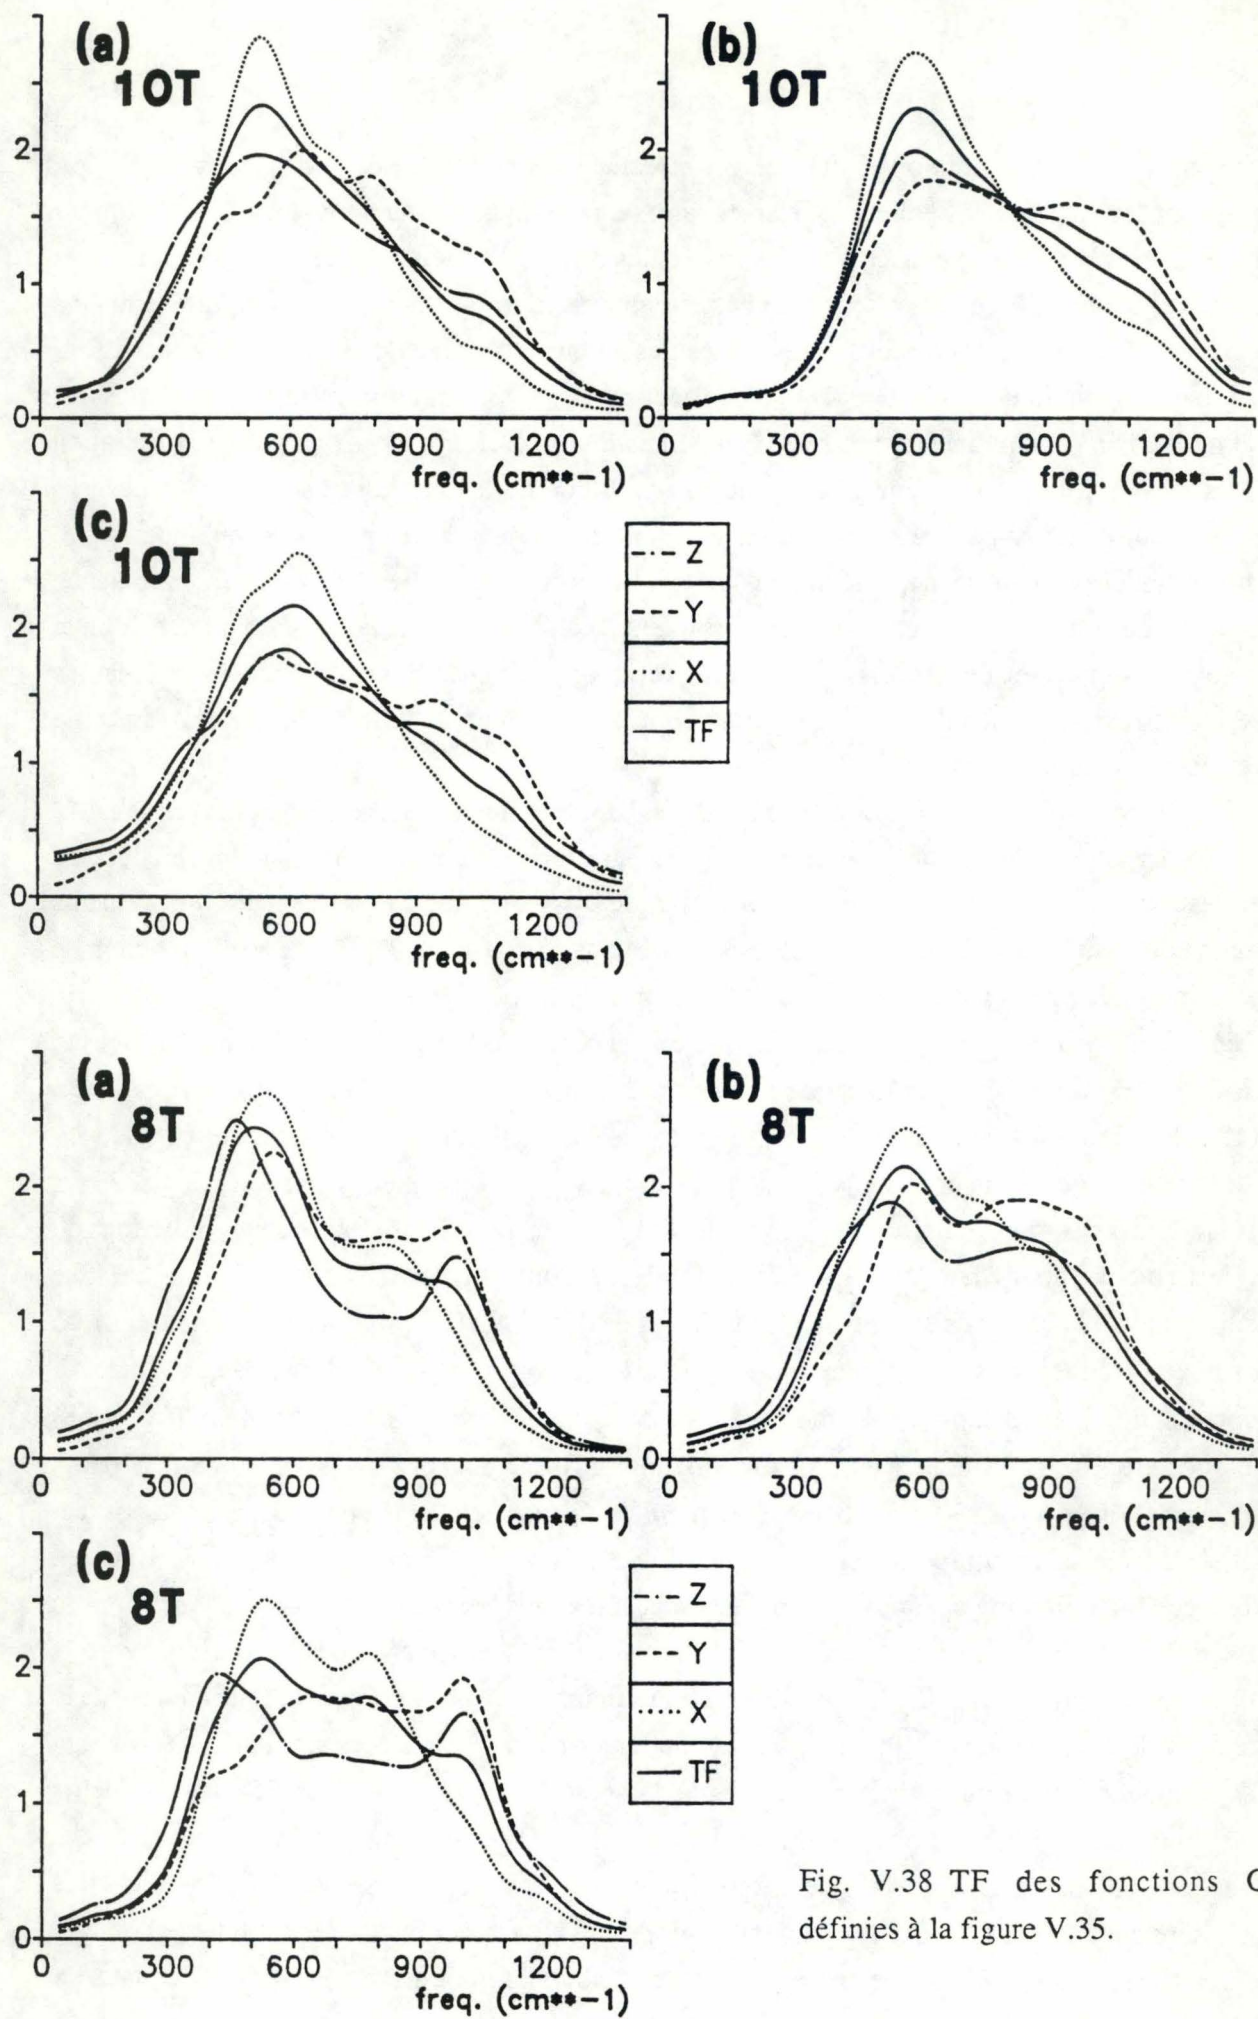 (a)
10T
2
1
0
0 300 600 900 1200
freq. (cm**-1)
(b)
10T
2
1
0
0 300 600 900 1200
freq. (cm**-1)
(c)
10T
2
1
0
0 300 600 900 1200
freq. (cm**-1)
Z
Y
X
TF
(a)
8T
2
1
0
0 300 600 900 1200
freq. (cm**-1)
(b)
8T
2
1
0
0 300 600 900 1200
freq. (cm**-1)
(c)
8T
2
1
0
0 300 600 900 1200
freq. (cm**-1)
Z
Y
X
TF
Fig. V.38 TF des fonctions
définies à la figure V.35.